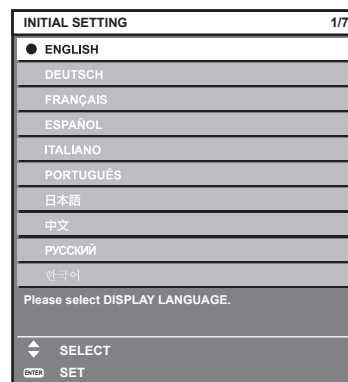 INITIAL SETTING 1/7
ENGLISH
DEUTSCH
FRANÇAIS
ESPAÑOL
ITALIANO
PORTUGUÊS
日本語
中文
РУССКИЙ
한국어
Please select DISPLAY LANGUAGE.
SELECT
ENTER SET